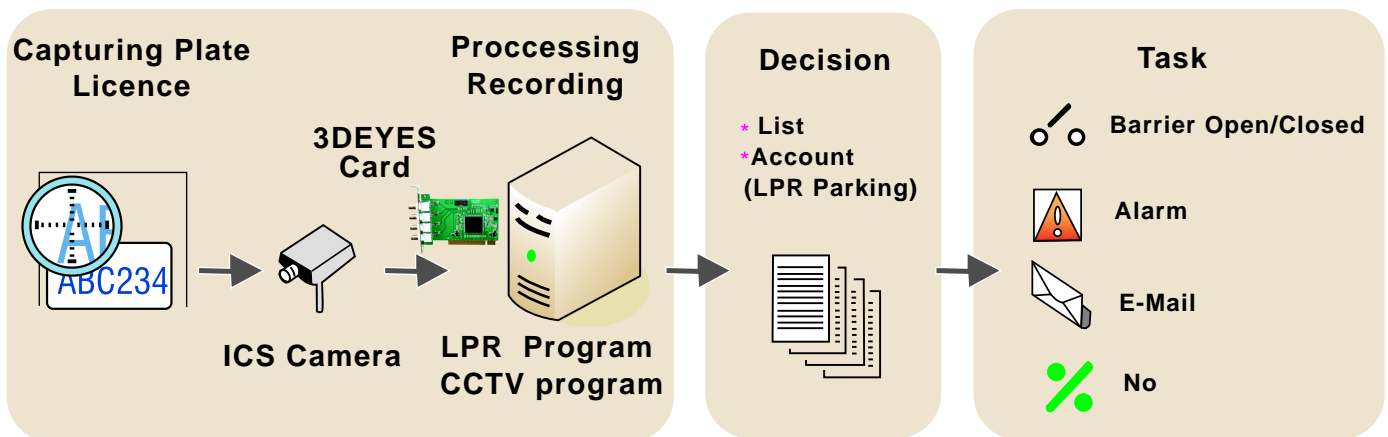 Capturing Plate
Licence
ABC234
ICS Camera
3DEYES
Card
Proccessing
Recording
LPR Program
CCTV program
Decision
* List
*Account
(LPR Parking)
Task
Barrier Open/Closed
Alarm
E-Mail
No